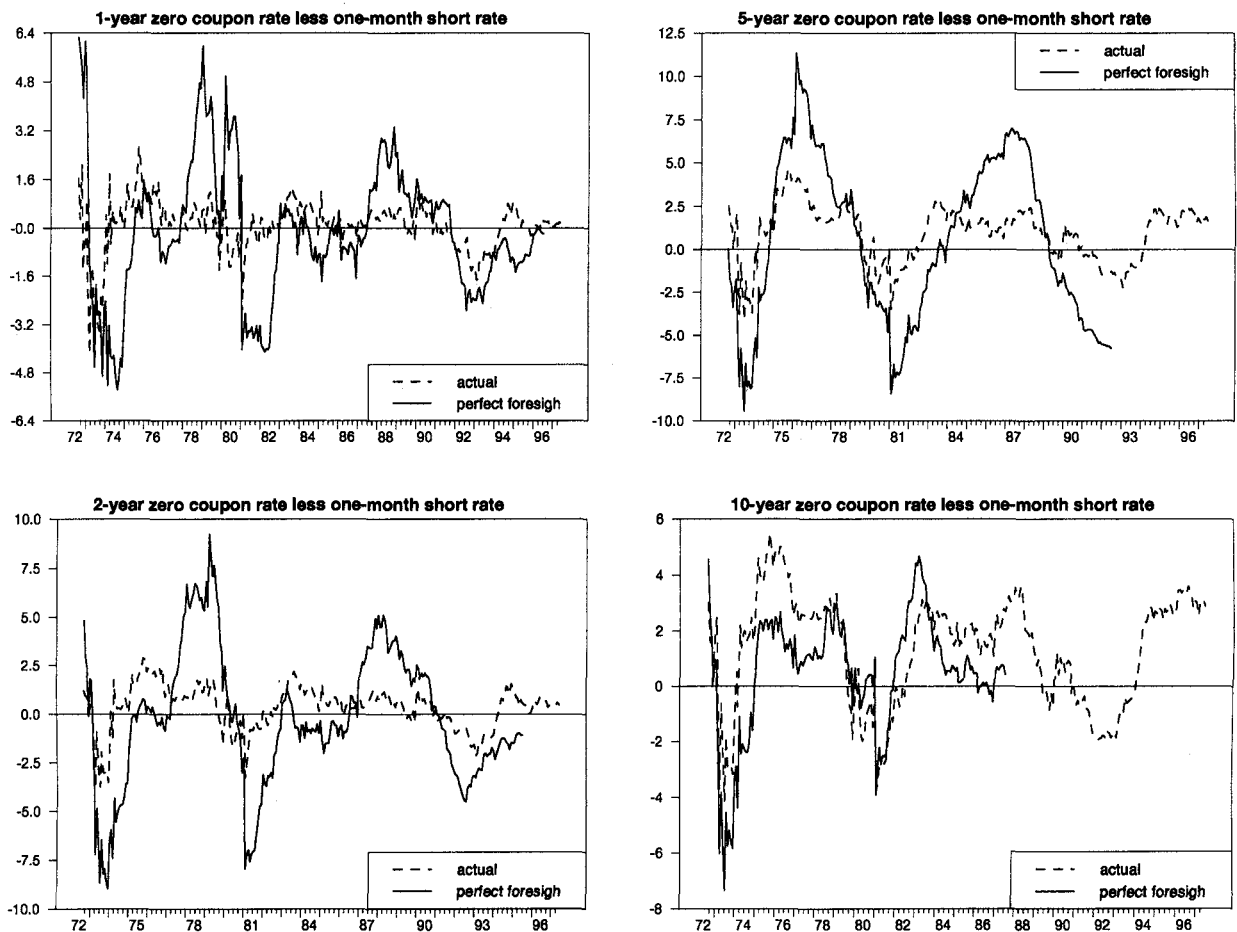 1-year zero coupon rate less one-month short rate
6.4
4.8
3.2
1.6
-0.0
-1.6
-3.2
-4.8
-6.4
actual
perfect foresigh
72 74 76 78 80 82 84 86 88 90 92 94 96
5-year zero coupon rate less one-month short rate
12.5
10.0
7.5
5.0
2.5
0.0
-2.5
-5.0
-7.5
-10.0
actual
perfect foresigh
72 75 78 81 84 87 90 93 96
2-year zero coupon rate less one-month short rate
10.0
7.5
5.0
2.5
0.0
-2.5
-5.0
-7.5
-10.0
actual
perfect foresigh
72 74 76 78 80 82 84 86 88 90 92 94 96
10-year zero coupon rate less one-month short rate
6
4
2
0
-2
-4
-6
-8
actual
perfect foresigh
72 74 76 78 80 82 84 86 88 90 92 94 96